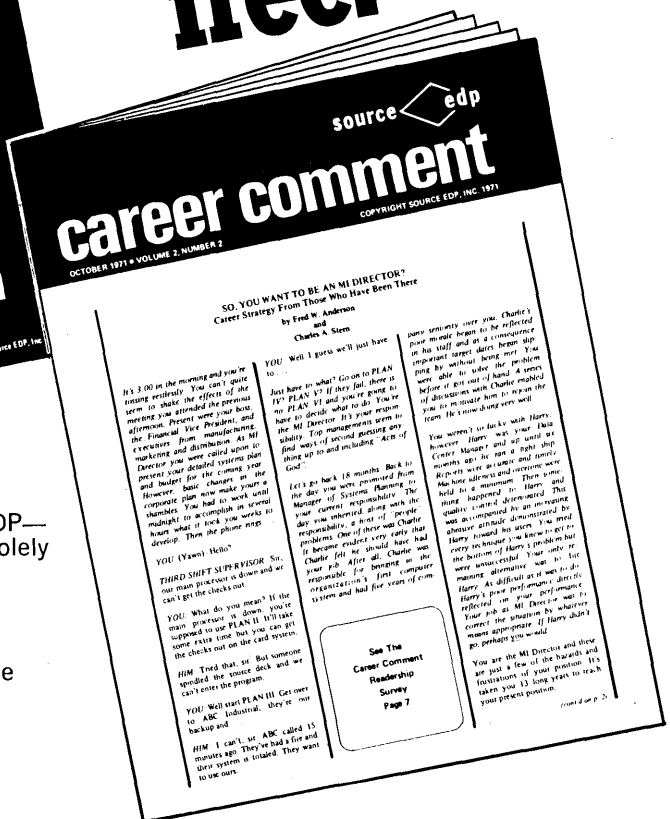 free!
source edp
career comment
OCTOBER 1971 • VOLUME 2, NUMBER 2
COPYRIGHT SOURCE EDP, INC. 1971
SO, YOU WANT TO BE AN MI DIRECTOR?
Career Strategy From Those Who Have Been There
by Fred W. Anderson
and
Charles A. Stern
It's 3:00 in the morning and you're
tossing restlessly. You can't quite
seem to shake the effects of the
meeting you attended the previous
afternoon. Present were your boss,
the Financial Vice President, and
executives from manufacturing,
marketing and distribution. As MI
Director you were called upon to
present your detailed systems plan
and budget for the coming year
However, basic changes in the
corporate plan now make yours a
shambles. You had to work until
midnight to accomplish in several
hours what it took you weeks to
develop. Then the phone rings
YOU (Yawn): Hello"
THIRD SHIFT SUPERVISOR Sir,
our main processor is down and we
can't get the checks out.
YOU: What do you mean? If the
main processor is down, you're
supposed to use PLAN II. It'll take
some extra time but you can get
the checks out on the card system.
HIM Tried that, sir. But someone
spindled the source deck and we
can't enter the program.
YOU Well start PLAN III. Get over
to ABC Industrial, they're our
backup and
HIM I can't, sir. ABC called 15
minutes ago. They've had a fire and
their system is totaled. They want
to use ours.
YOU Well I guess we'll just have
to . . .
Just have to what? Go on to PLAN
IV? PLAN V? If they fail, there is
no PLAN VI and you're going to
have to decide what to do. You're
the MI Director. It's your respon-
sibility. Top managements seem to
find ways of second guessing any-
thing up to and including "Acts of
God".
Let's go back 18 months. Back to
the day you were promoted from
Manager of Systems Planning to
your current responsibility. The
day you inherited, along with the
responsibility, a host of "people"
problems. One of these was Charlie
It became evident very early that
Charlie felt he should have had
your job. After all, Charlie was
responsible for bringing in the
organization's first computer
system and had five years of com-
See The
Career Comment
Readership
Survey
Page 7
pany seniority over you. Charlie's
poor morale began to be reflected
in his staff and as a consequence
important target dates began slip-
ping by without being met. You
were able to solve the problem
before it got out of hand. A series
of discussions with Charlie enabled
you to motivate him to rejoin the
team. He's now doing very well.
You weren't so lucky with Harry,
however. Harry was your Data
Center Manager and up until six
months ago he ran a tight ship
Reports were accurate and timely
Machine idleness and overtime were
held to a minimum. Then some-
thing happened to Harry and
quality control deteriorated. This
was accompanied by an increasing
abrasive attitude demonstrated by
Harry toward his users. You tried
every technique you knew to get to
the bottom of Harry's problem but
were unsuccessful. Your only re-
maining alternative was to fire
Harry. As difficult as it was to do
Harry's poor performance directly
reflected on your performance
Your job as MI Director was to
correct the situation by whatever
means appropriate. If Harry didn't
go, perhaps you would
You are the MI Director and these
are just a few of the hazards and
frustrations of your position. It's
taken you 13 long years to reach
your present position.
(cont'd on p. 2)
urce EDP, Inc
DP—
olely
e